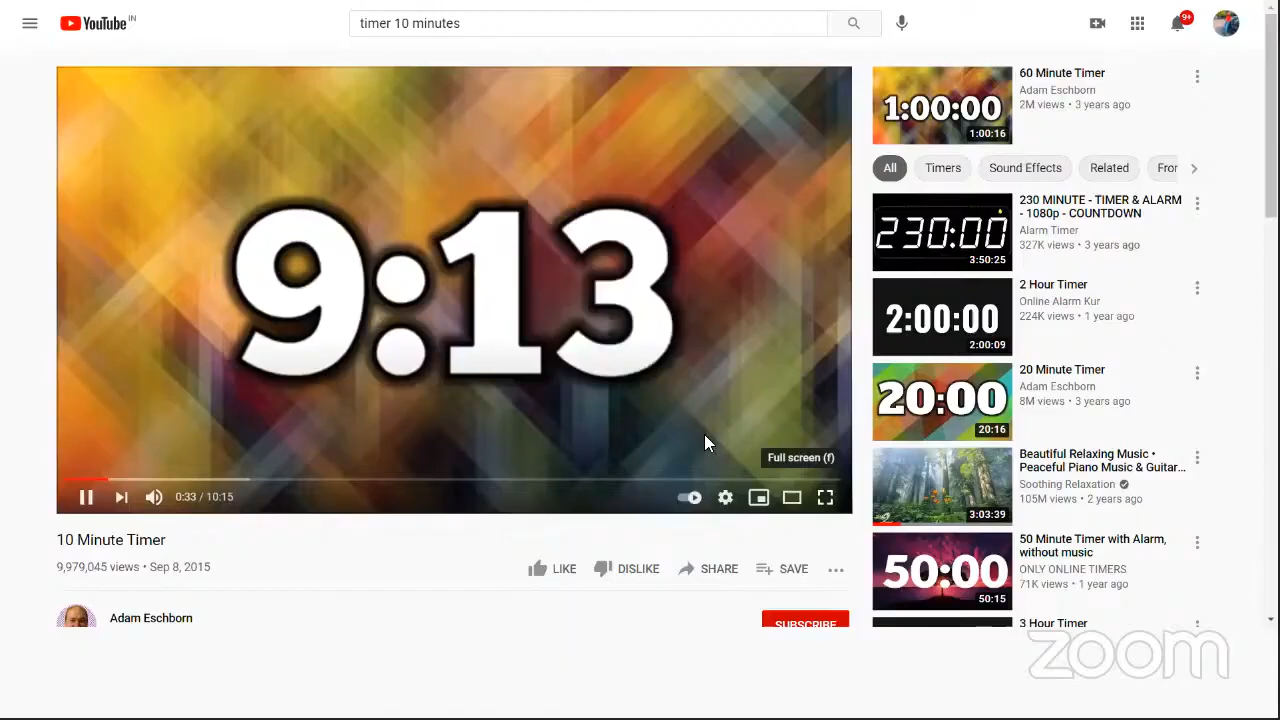 YouTube IN
timer 10 minutes
9+
9:13
Full screen (f)
0:33 / 10:15
10 Minute Timer
9,979,045 views • Sep 8, 2015
LIKE
DISLIKE
SHARE
SAVE
Adam Eschborn
SUBSCRIBE
1:00:00
1:00:16
60 Minute Timer
Adam Eschborn
2M views • 3 years ago
All
Timers
Sound Effects
Related
Fror
230:00
3:50:25
230 MINUTE - TIMER & ALARM
- 1080p - COUNTDOWN
Alarm Timer
327K views • 3 years ago
2:00:00
2:00:09
2 Hour Timer
Online Alarm Kur
224K views • 1 year ago
20:00
20:16
20 Minute Timer
Adam Eschborn
8M views • 3 years ago
3:03:39
Beautiful Relaxing Music •
Peaceful Piano Music & Guitar...
Soothing Relaxation
105M views • 2 years ago
50:00
50:15
50 Minute Timer with Alarm,
without music
ONLY ONLINE TIMERS
71K views • 1 year ago
3 Hour Timer
zoom